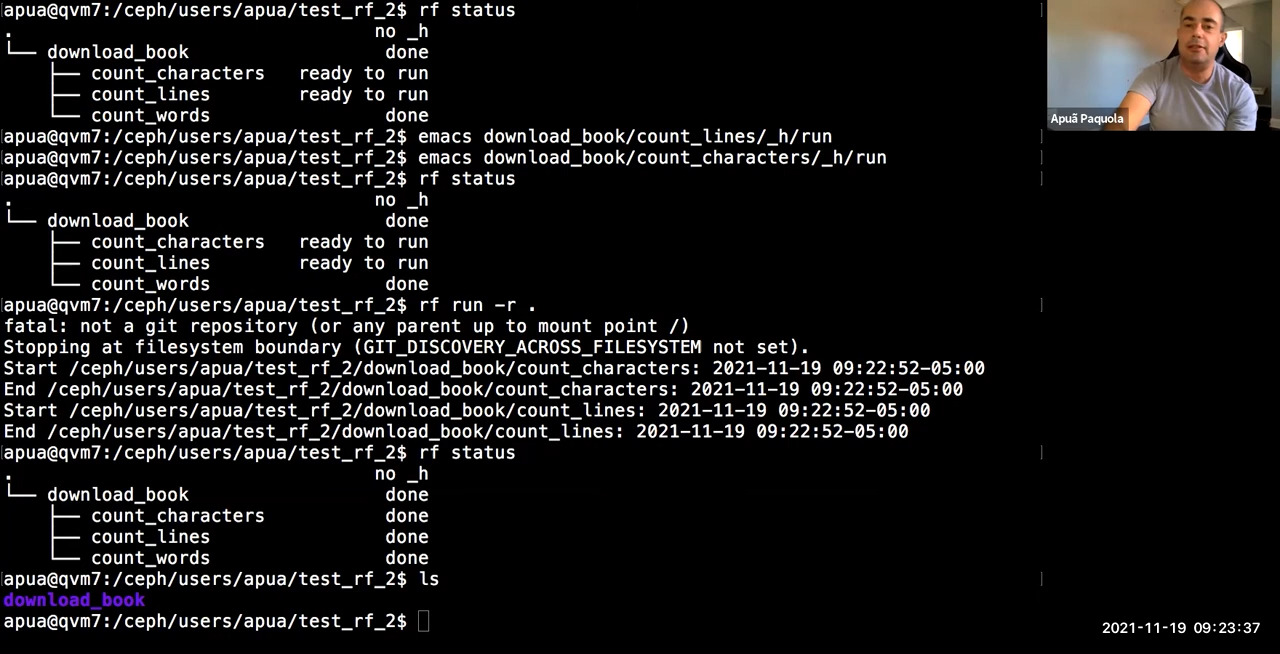 apua@qvm7:/ceph/users/apua/test_rf_2$ rf status
. no _h
└── download_book done
├── count_characters ready to run
├── count_lines ready to run
└── count_words done
apua@qvm7:/ceph/users/apua/test_rf_2$ emacs download_book/count_lines/_h/run
apua@qvm7:/ceph/users/apua/test_rf_2$ emacs download_book/count_characters/_h/run
apua@qvm7:/ceph/users/apua/test_rf_2$ rf status
. no _h
└── download_book done
├── count_characters ready to run
├── count_lines ready to run
└── count_words done
apua@qvm7:/ceph/users/apua/test_rf_2$ rf run -r .
fatal: not a git repository (or any parent up to mount point /)
Stopping at filesystem boundary (GIT_DISCOVERY_ACROSS_FILESYSTEM not set).
Start /ceph/users/apua/test_rf_2/download_book/count_characters: 2021-11-19 09:22:52-05:00
End /ceph/users/apua/test_rf_2/download_book/count_characters: 2021-11-19 09:22:52-05:00
Start /ceph/users/apua/test_rf_2/download_book/count_lines: 2021-11-19 09:22:52-05:00
End /ceph/users/apua/test_rf_2/download_book/count_lines: 2021-11-19 09:22:52-05:00
apua@qvm7:/ceph/users/apua/test_rf_2$ rf status
. no _h
└── download_book done
├── count_characters done
├── count_lines done
└── count_words done
apua@qvm7:/ceph/users/apua/test_rf_2$ ls
download_book
apua@qvm7:/ceph/users/apua/test_rf_2$
Apuã Paquola
2021-11-19 09:23:37